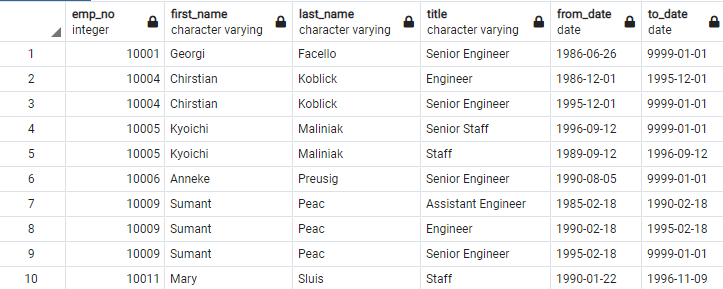 emp_no first_name last_name title from_date to_date
integer character varying character varying character varying date date
1 10001 Georgi Facello Senior Engineer 1986-06-26 9999-01-01
2 10004 Chirstian Koblick Engineer 1986-12-01 1995-12-01
3 10004 Chirstian Koblick Senior Engineer 1995-12-01 9999-01-01
4 10005 Kyoichi Maliniak Senior Staff 1996-09-12 9999-01-01
5 10005 Kyoichi Maliniak Staff 1989-09-12 1996-09-12
6 10006 Anneke Preusig Senior Engineer 1990-08-05 9999-01-01
7 10009 Sumant Peac Assistant Engineer 1985-02-18 1990-02-18
8 10009 Sumant Peac Engineer 1990-02-18 1995-02-18
9 10009 Sumant Peac Senior Engineer 1995-02-18 9999-01-01
10 10011 Mary Sluis Staff 1990-01-22 1996-11-09